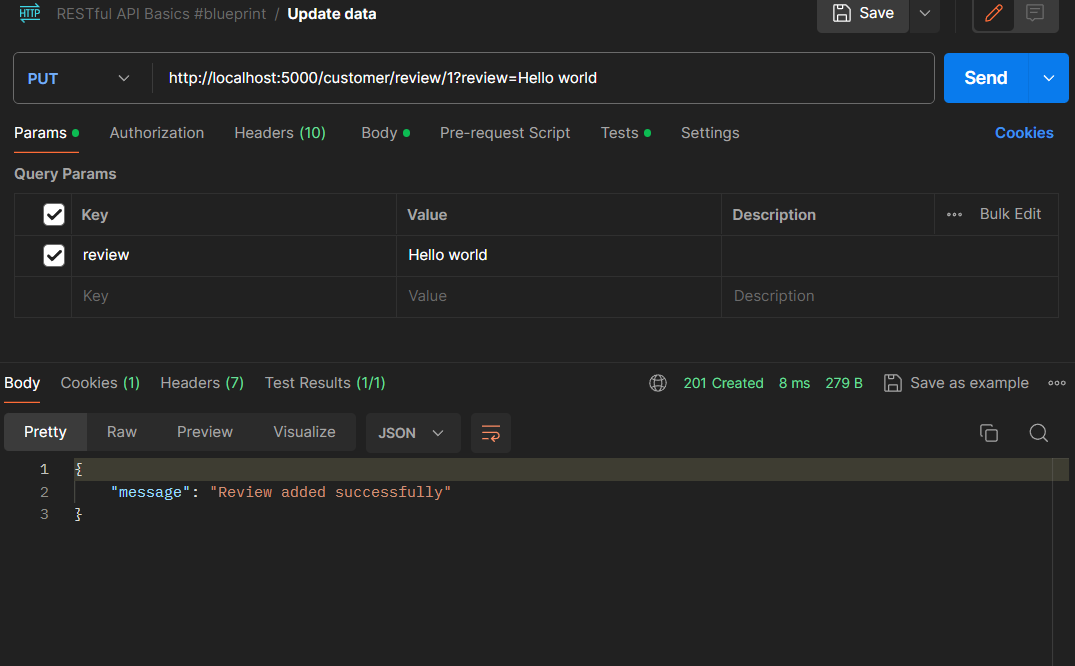 HTTP RESTful API Basics #blueprint / Update data Save
PUT http://localhost:5000/customer/review/1?review=Hello world Send
Params Authorization Headers (10) Body Pre-request Script Tests Settings Cookies
Query Params
Key Value Description Bulk Edit
review Hello world
Key Value Description
Body Cookies (1) Headers (7) Test Results (1/1) 201 Created 8 ms 279 B Save as example
Pretty Raw Preview Visualize JSON
1 {
2 "message": "Review added successfully"
3 }